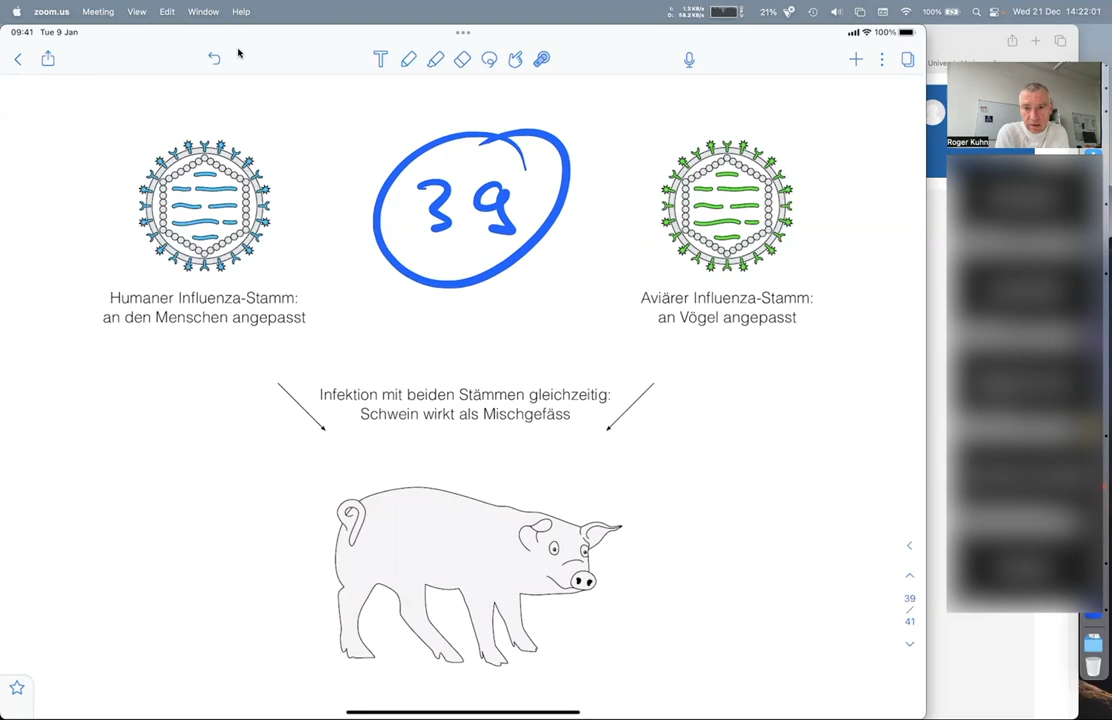 zoom.us Meeting View Edit Window Help
21%
100%
Wed 21 Dec 14:22:01
09:41 Tue 9 Jan
100%
39
Roger Kuhn
Humaner Influenza-Stamm:
an den Menschen angepasst
Aviärer Influenza-Stamm:
an Vögel angepasst
Infektion mit beiden Stämmen gleichzeitig:
Schwein wirkt als Mischgefäss
39
/
41